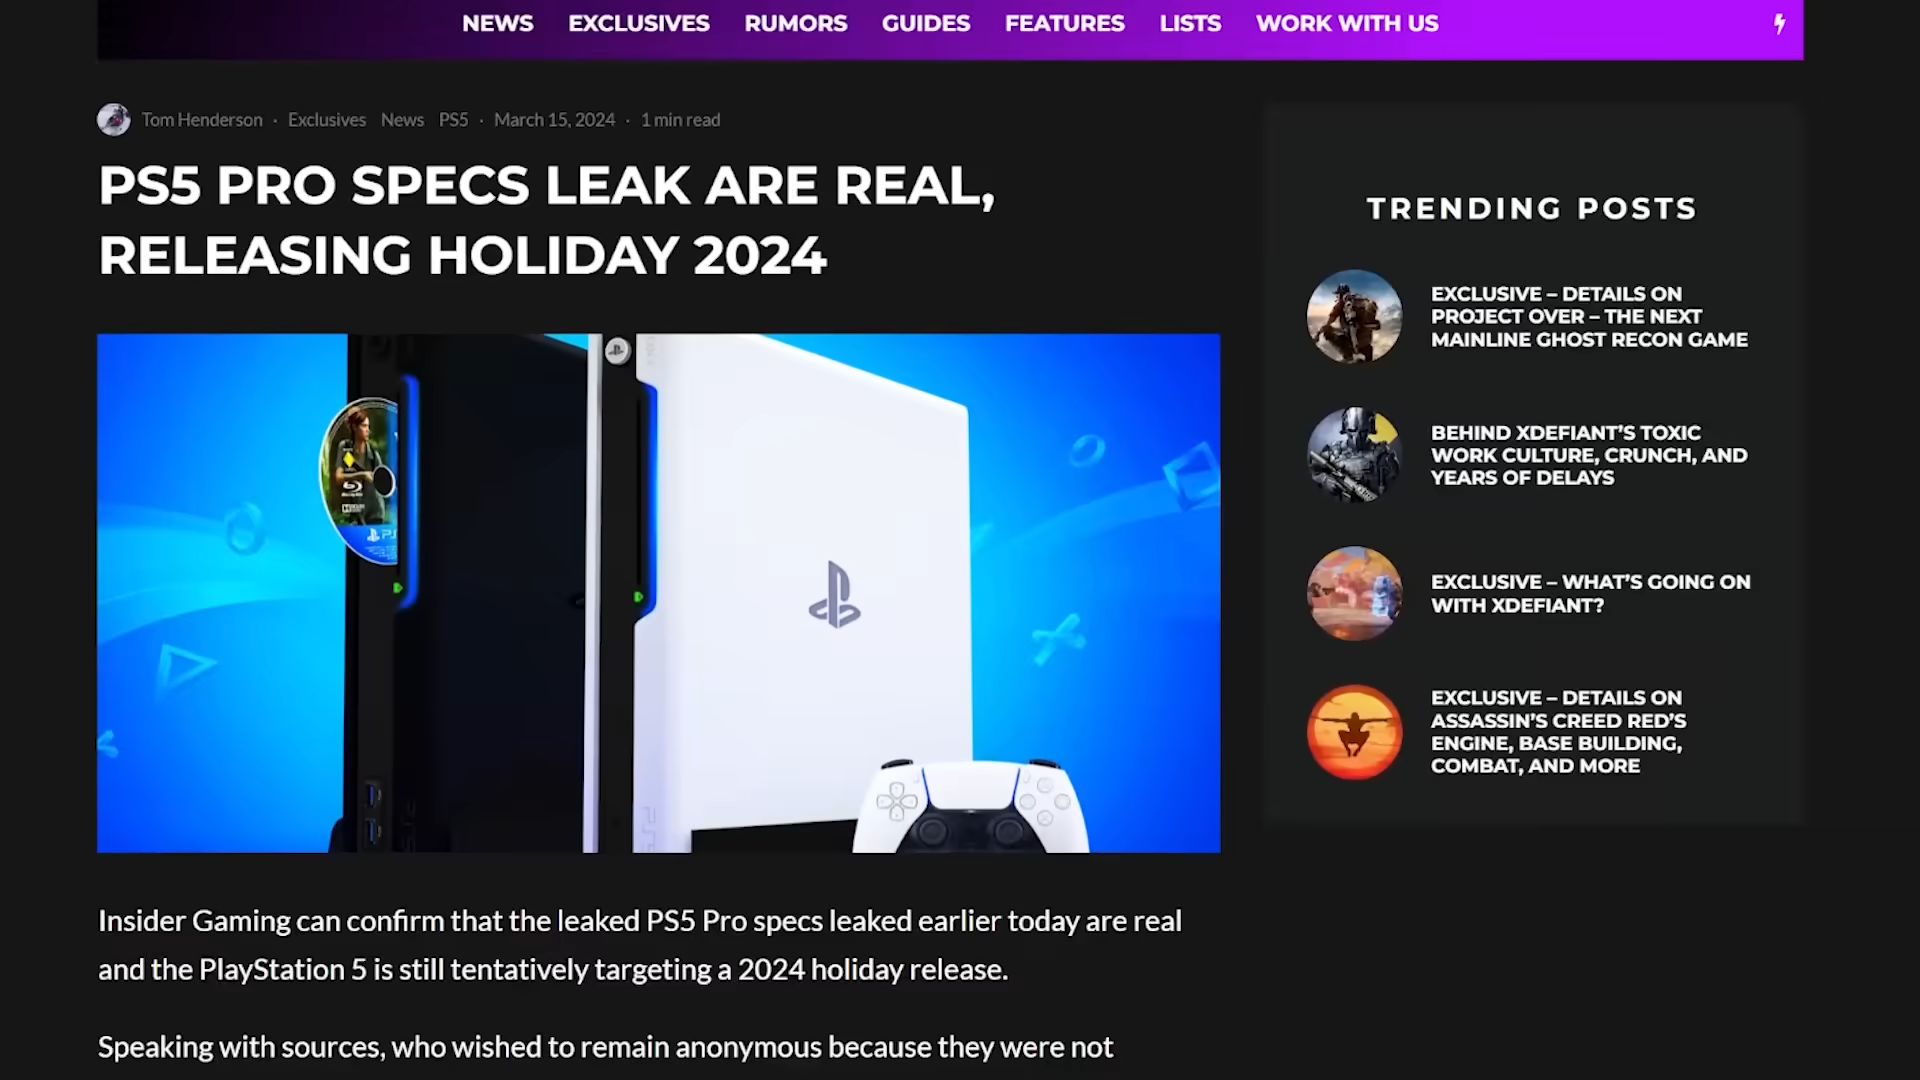 NEWS EXCLUSIVES RUMORS GUIDES FEATURES LISTS WORK WITH US
Tom Henderson · Exclusives News PS5 · March 15, 2024 · 1 min read
PS5 PRO SPECS LEAK ARE REAL,
RELEASING HOLIDAY 2024
Insider Gaming can confirm that the leaked PS5 Pro specs leaked earlier today are real
and the PlayStation 5 is still tentatively targeting a 2024 holiday release.
Speaking with sources, who wished to remain anonymous because they were not
TRENDING POSTS
EXCLUSIVE – DETAILS ON
PROJECT OVER – THE NEXT
MAINLINE GHOST RECON GAME
BEHIND XDEFIANT'S TOXIC
WORK CULTURE, CRUNCH, AND
YEARS OF DELAYS
EXCLUSIVE – WHAT'S GOING ON
WITH XDEFIANT?
EXCLUSIVE – DETAILS ON
ASSASSIN'S CREED RED'S
ENGINE, BASE BUILDING,
COMBAT, AND MORE